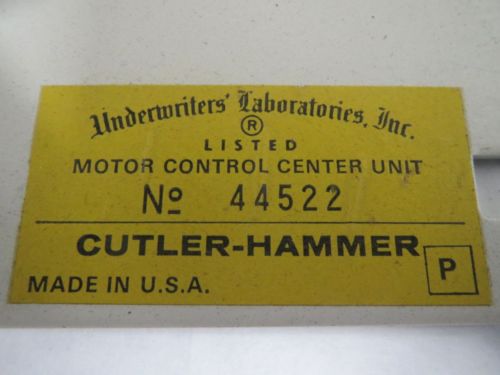 Underwriters' Laboratories, Inc.
®
LISTED
MOTOR CONTROL CENTER UNIT
Nº 44522
CUTLER-HAMMER
P
MADE IN U.S.A.